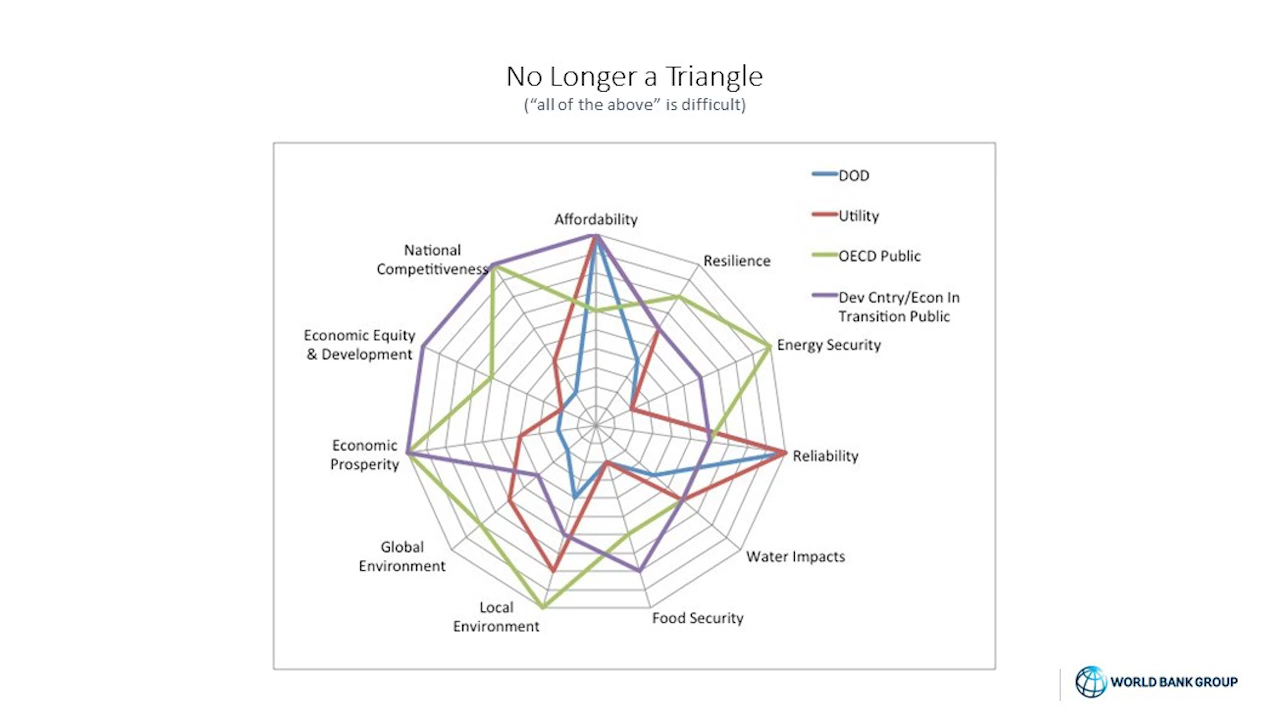 No Longer a Triangle
(“all of the above” is difficult)
DOD
Utility
OECD Public
Dev Cntry/Econ In
Transition Public
Affordability
Resilience
Energy Security
Reliability
Water Impacts
Food Security
Local
Environment
Global
Environment
Economic
Prosperity
Economic Equity
& Development
National
Competitiveness
WORLD BANK GROUP